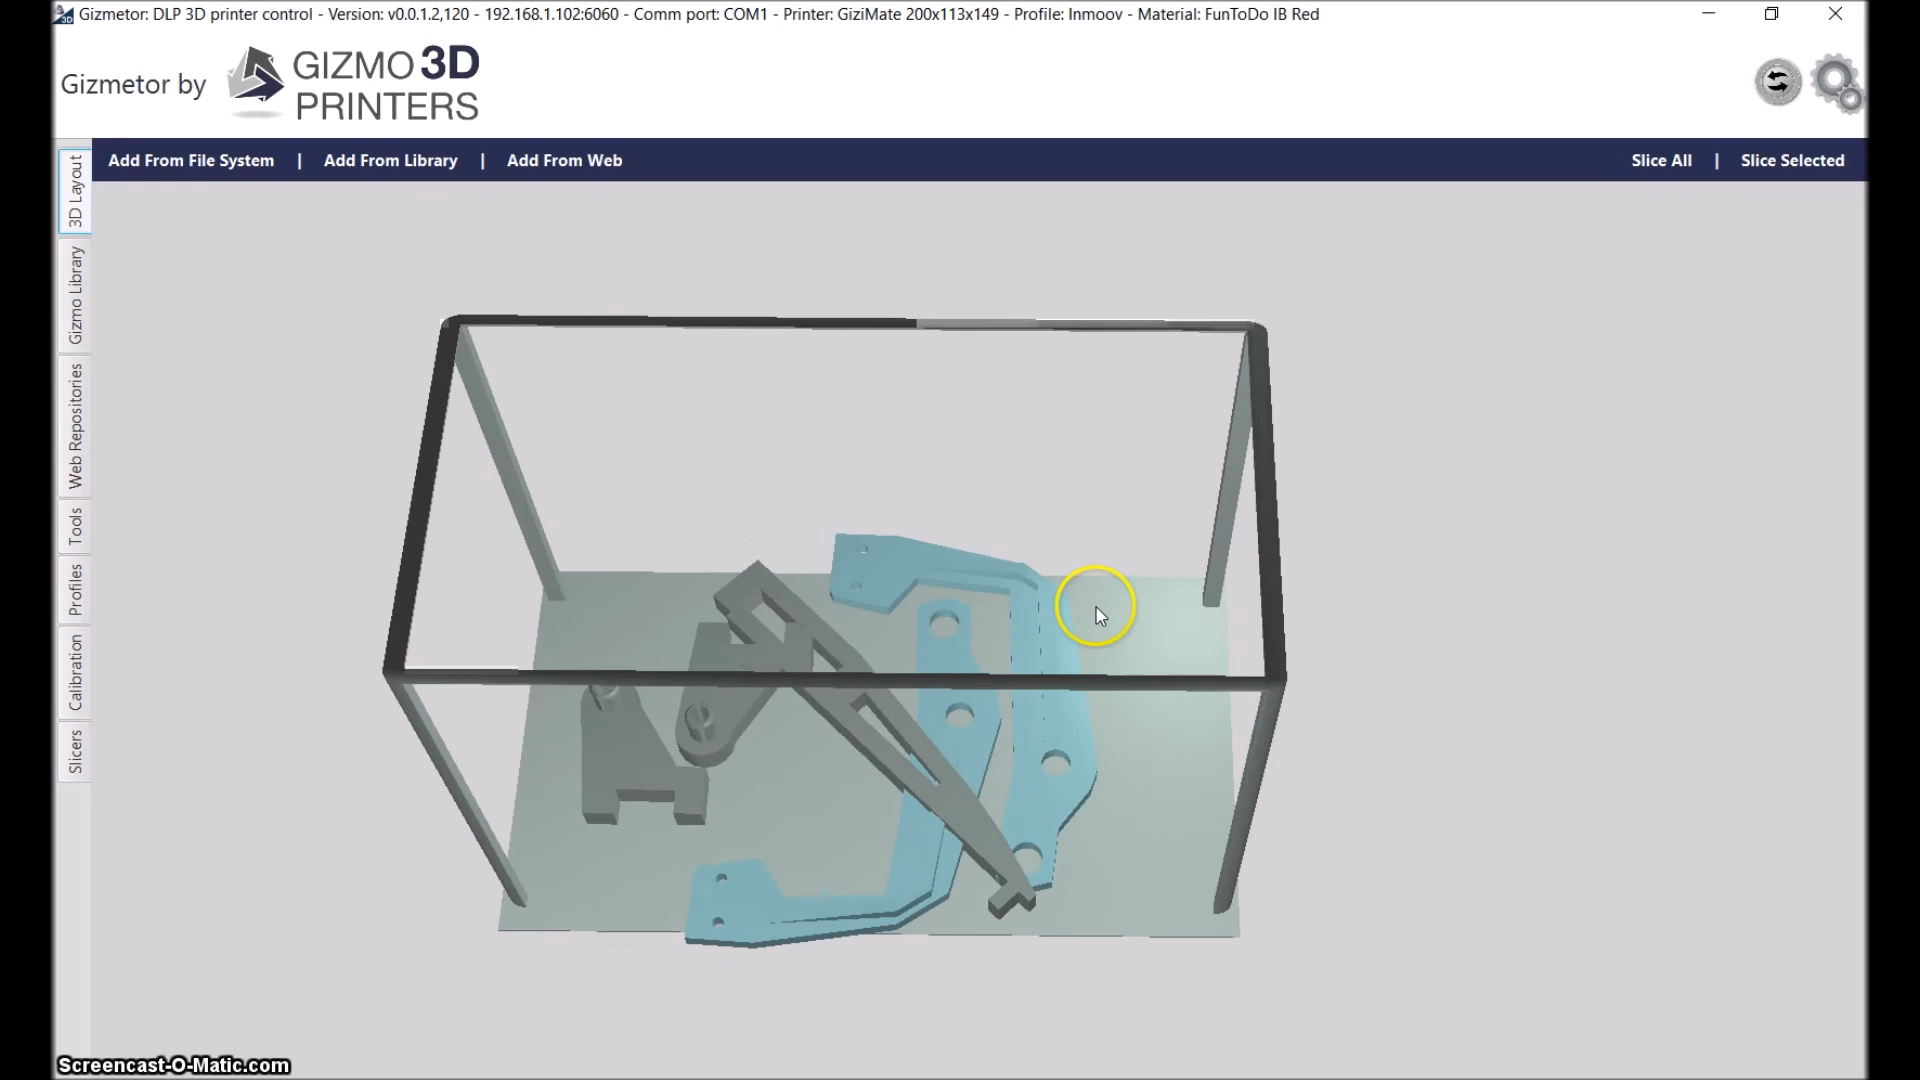 Gizmetor: DLP 3D printer control - Version: v0.0.1.2,120 - 192.168.1.102:6060 - Comm port: COM1 - Printer: GiziMate 200x113x149 - Profile: Inmoov - Material: FunToDo IB Red
Gizmetor by
GIZMO 3D
PRINTERS
Add From File System | Add From Library | Add From Web
Slice All | Slice Selected
3D Layout
Gizmo Library
Web Repositories
Tools
Profiles
Calibration
Slicers
Screencast-O-Matic.com